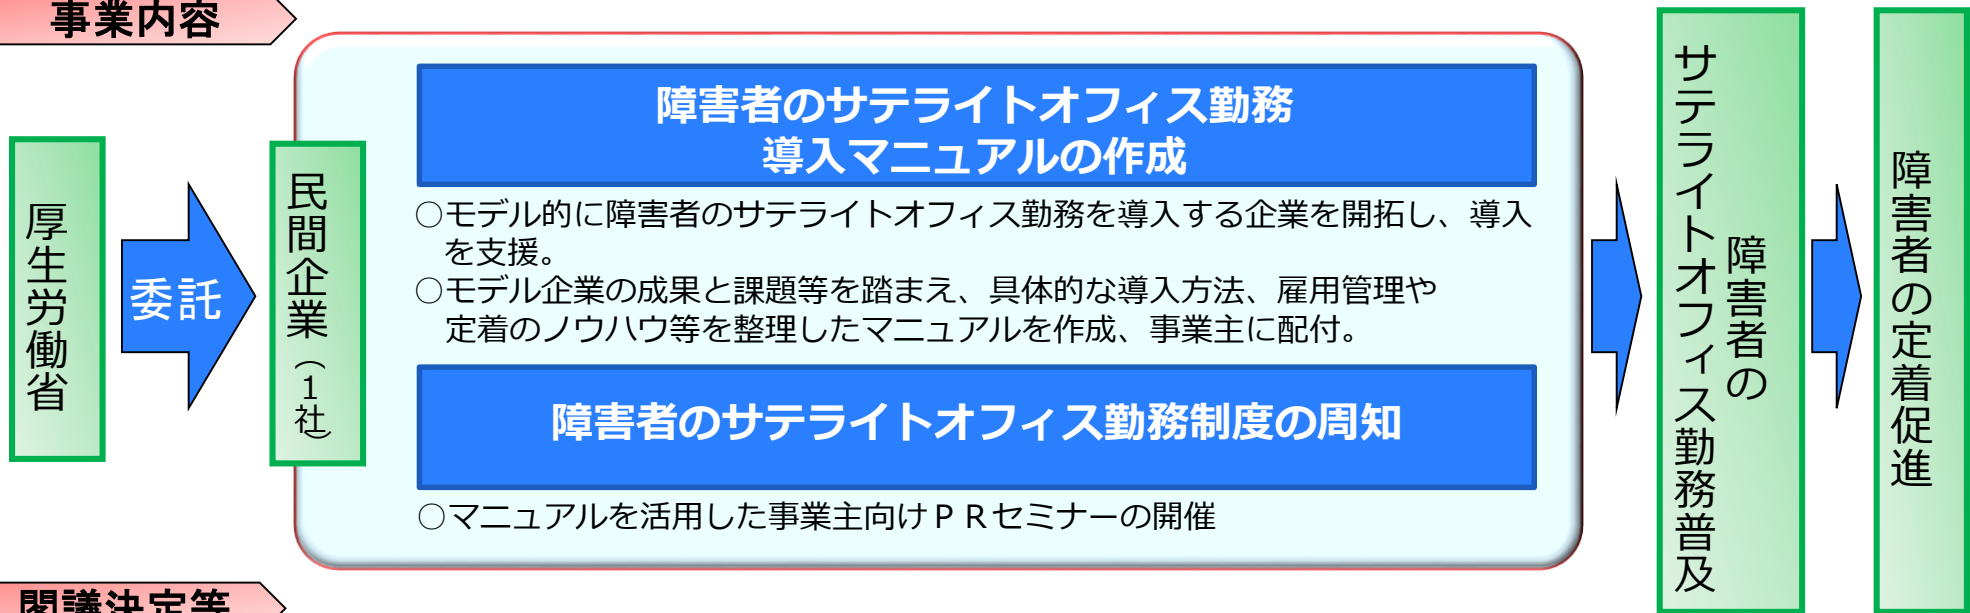 事業内容
厚生労働省
委託
民間企業（１社）
障害者のサテライトオフィス勤務
導入マニュアルの作成
○モデル的に障害者のサテライトオフィス勤務を導入する企業を開拓し、導入
を支援。
○モデル企業の成果と課題等を踏まえ、具体的な導入方法、雇用管理や
定着のノウハウ等を整理したマニュアルを作成、事業主に配付。
障害者のサテライトオフィス勤務制度の周知
○マニュアルを活用した事業主向けＰＲセミナーの開催
障害者の
サテライトオフィス勤務普及
障害者の定着促進
閣議決定等